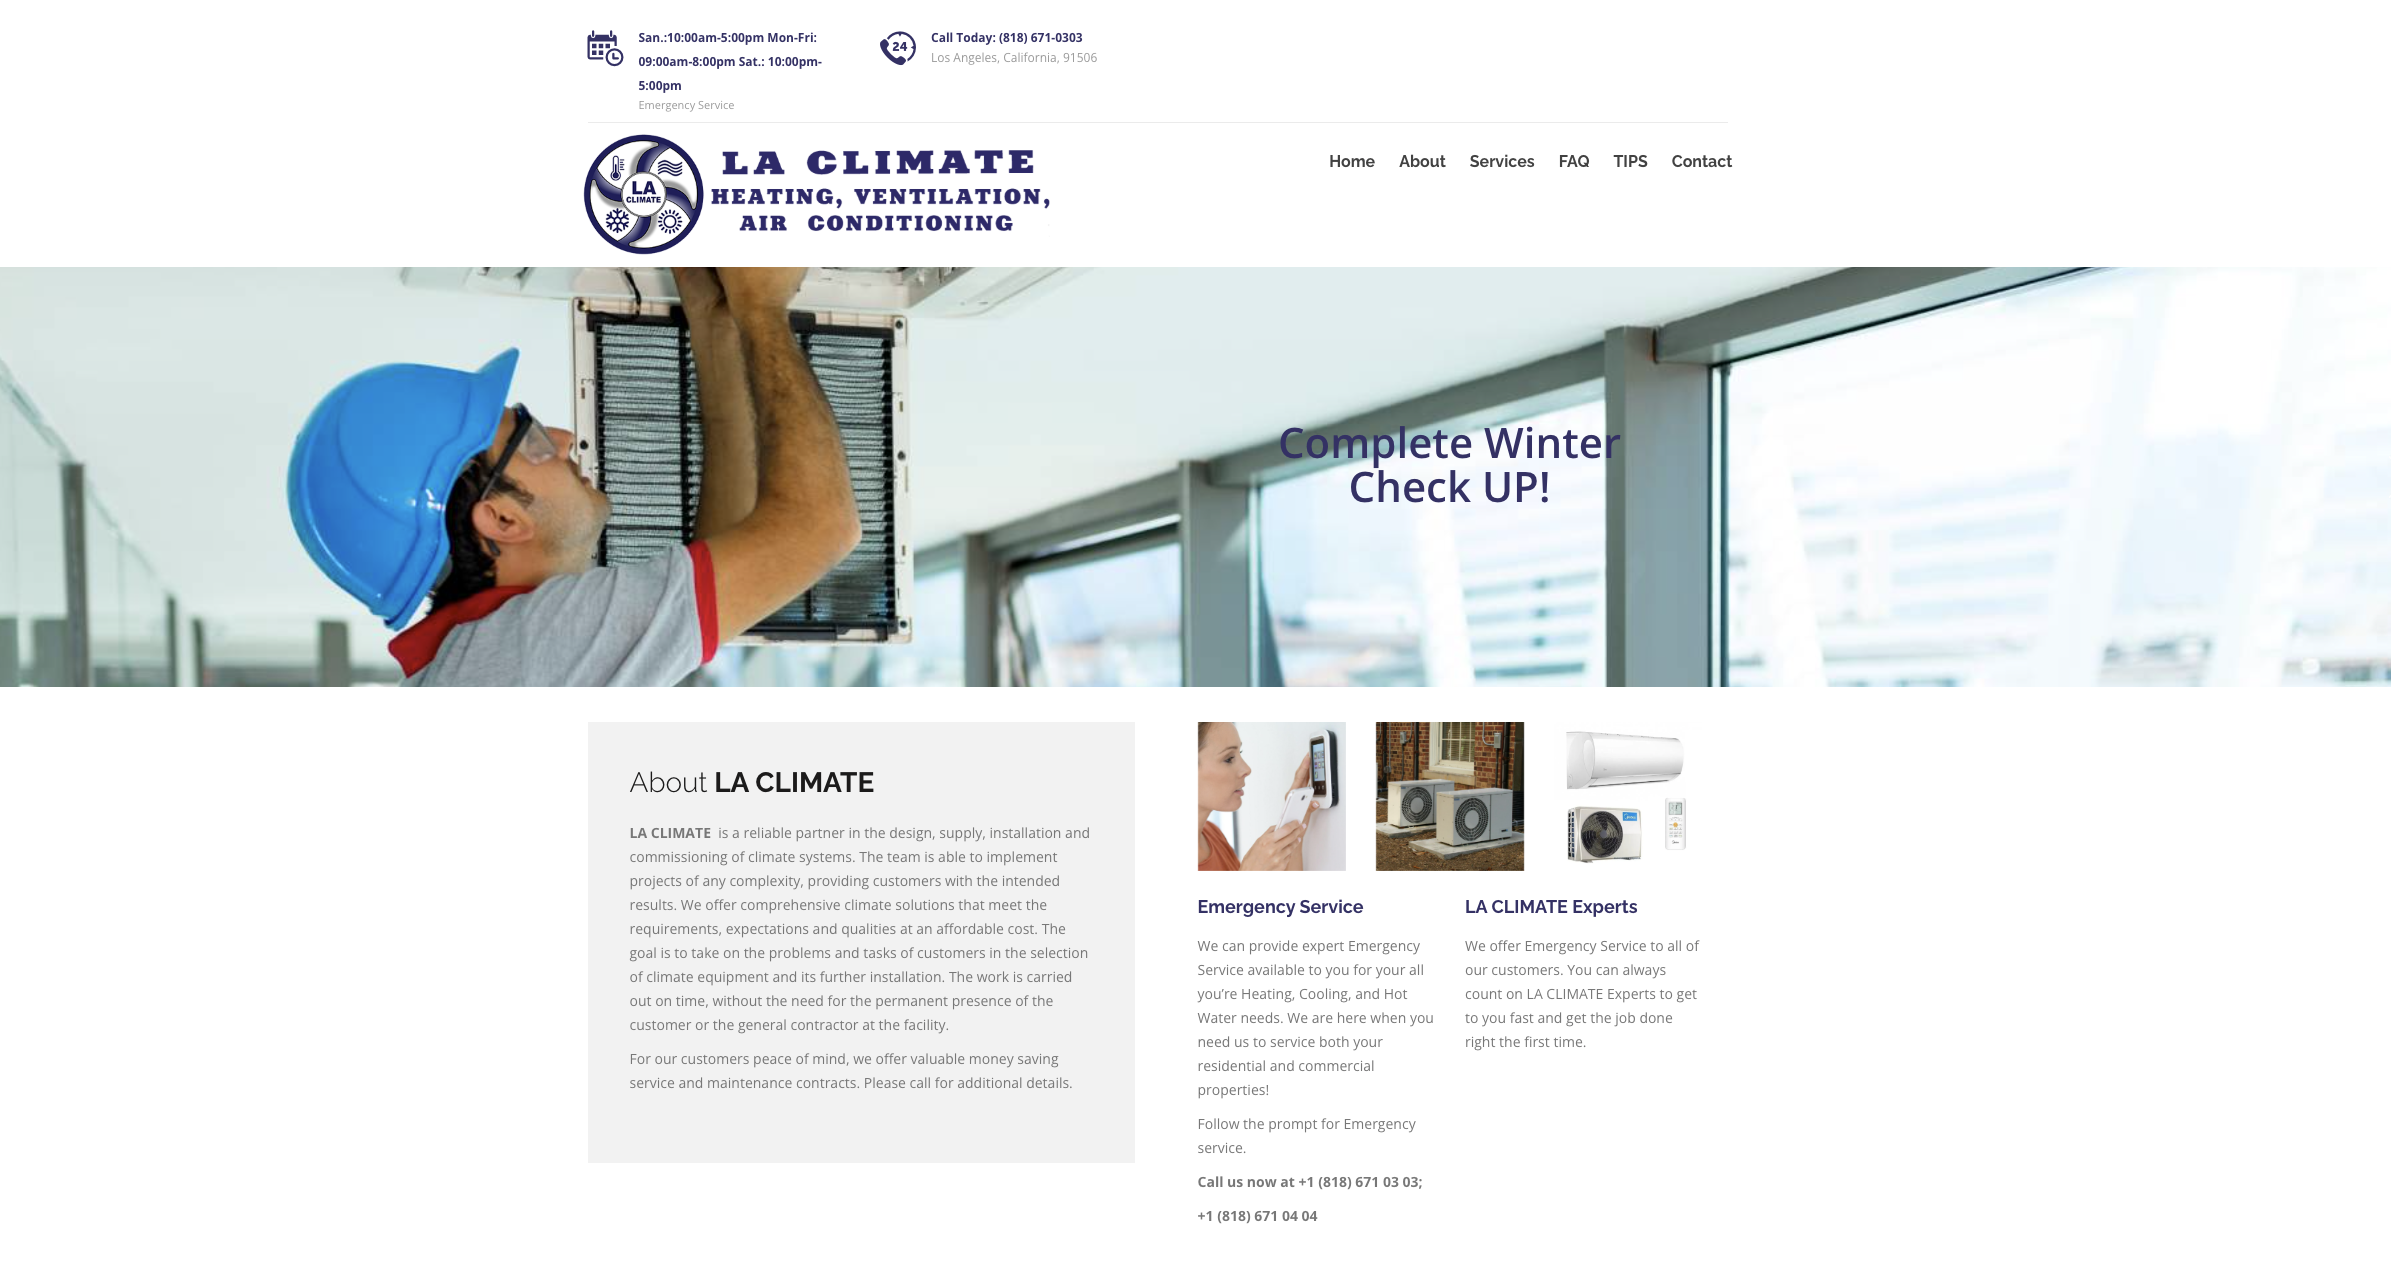 San.:10:00am-5:00pm Mon-Fri:
09:00am-8:00pm Sat.: 10:00pm-
5:00pm
Emergency Service
24
Call Today: (818) 671-0303
Los Angeles, California, 91506
LA
CLIMATE
LA CLIMATE
HEATING, VENTILATION,
AIR CONDITIONING
Home About Services FAQ TIPS Contact
Complete Winter
Check UP!
About LA CLIMATE
LA CLIMATE is a reliable partner in the design, supply, installation and
commissioning of climate systems. The team is able to implement
projects of any complexity, providing customers with the intended
results. We offer comprehensive climate solutions that meet the
requirements, expectations and qualities at an affordable cost. The
goal is to take on the problems and tasks of customers in the selection
of climate equipment and its further installation. The work is carried
out on time, without the need for the permanent presence of the
customer or the general contractor at the facility.
For our customers peace of mind, we offer valuable money saving
service and maintenance contracts. Please call for additional details.
Emergency Service
We can provide expert Emergency
Service available to you for your all
you’re Heating, Cooling, and Hot
Water needs. We are here when you
need us to service both your
residential and commercial
properties!
Follow the prompt for Emergency
service.
Call us now at +1 (818) 671 03 03;
+1 (818) 671 04 04
LA CLIMATE Experts
We offer Emergency Service to all of
our customers. You can always
count on LA CLIMATE Experts to get
to you fast and get the job done
right the first time.